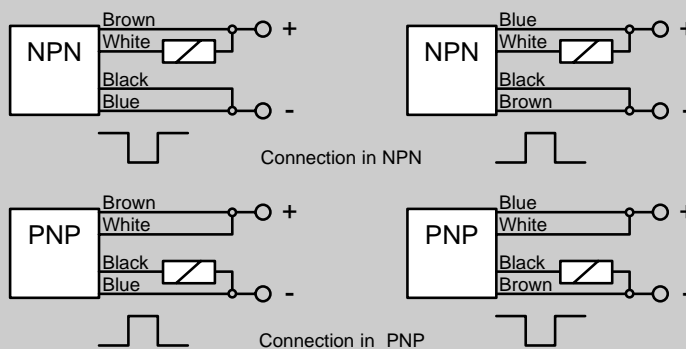 Brown
White
NPN
Black
Blue
+
-
Blue
White
NPN
Black
Brown
+
-
Connection in NPN
Brown
White
PNP
Black
Blue
+
-
Blue
White
PNP
Black
Brown
+
-
Connection in PNP